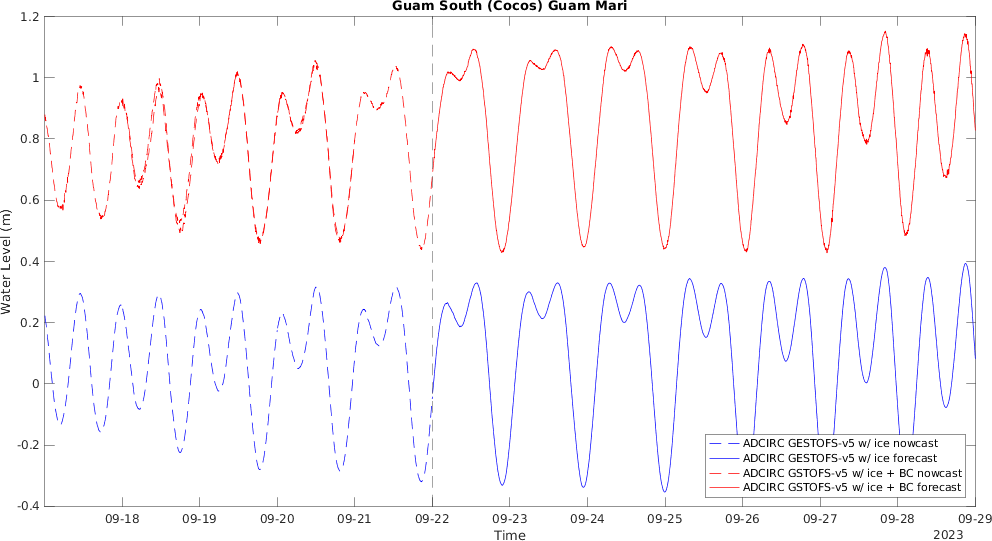 Guam South (Cocos) Guam Mari
1.2
1
0.8
0.6
0.4
0.2
0
-0.2
-0.4
Water Level (m)
ADCIRC GESTOFS-v5 w/ ice nowcast
ADCIRC GESTOFS-v5 w/ ice forecast
ADCIRC GSTOFS-v5 w/ ice + BC nowcast
ADCIRC GSTOFS-v5 w/ ice + BC forecast
09-18 09-19 09-20 09-21 09-22 09-23 09-24 09-25 09-26 09-27 09-28 09-29
Time
2023